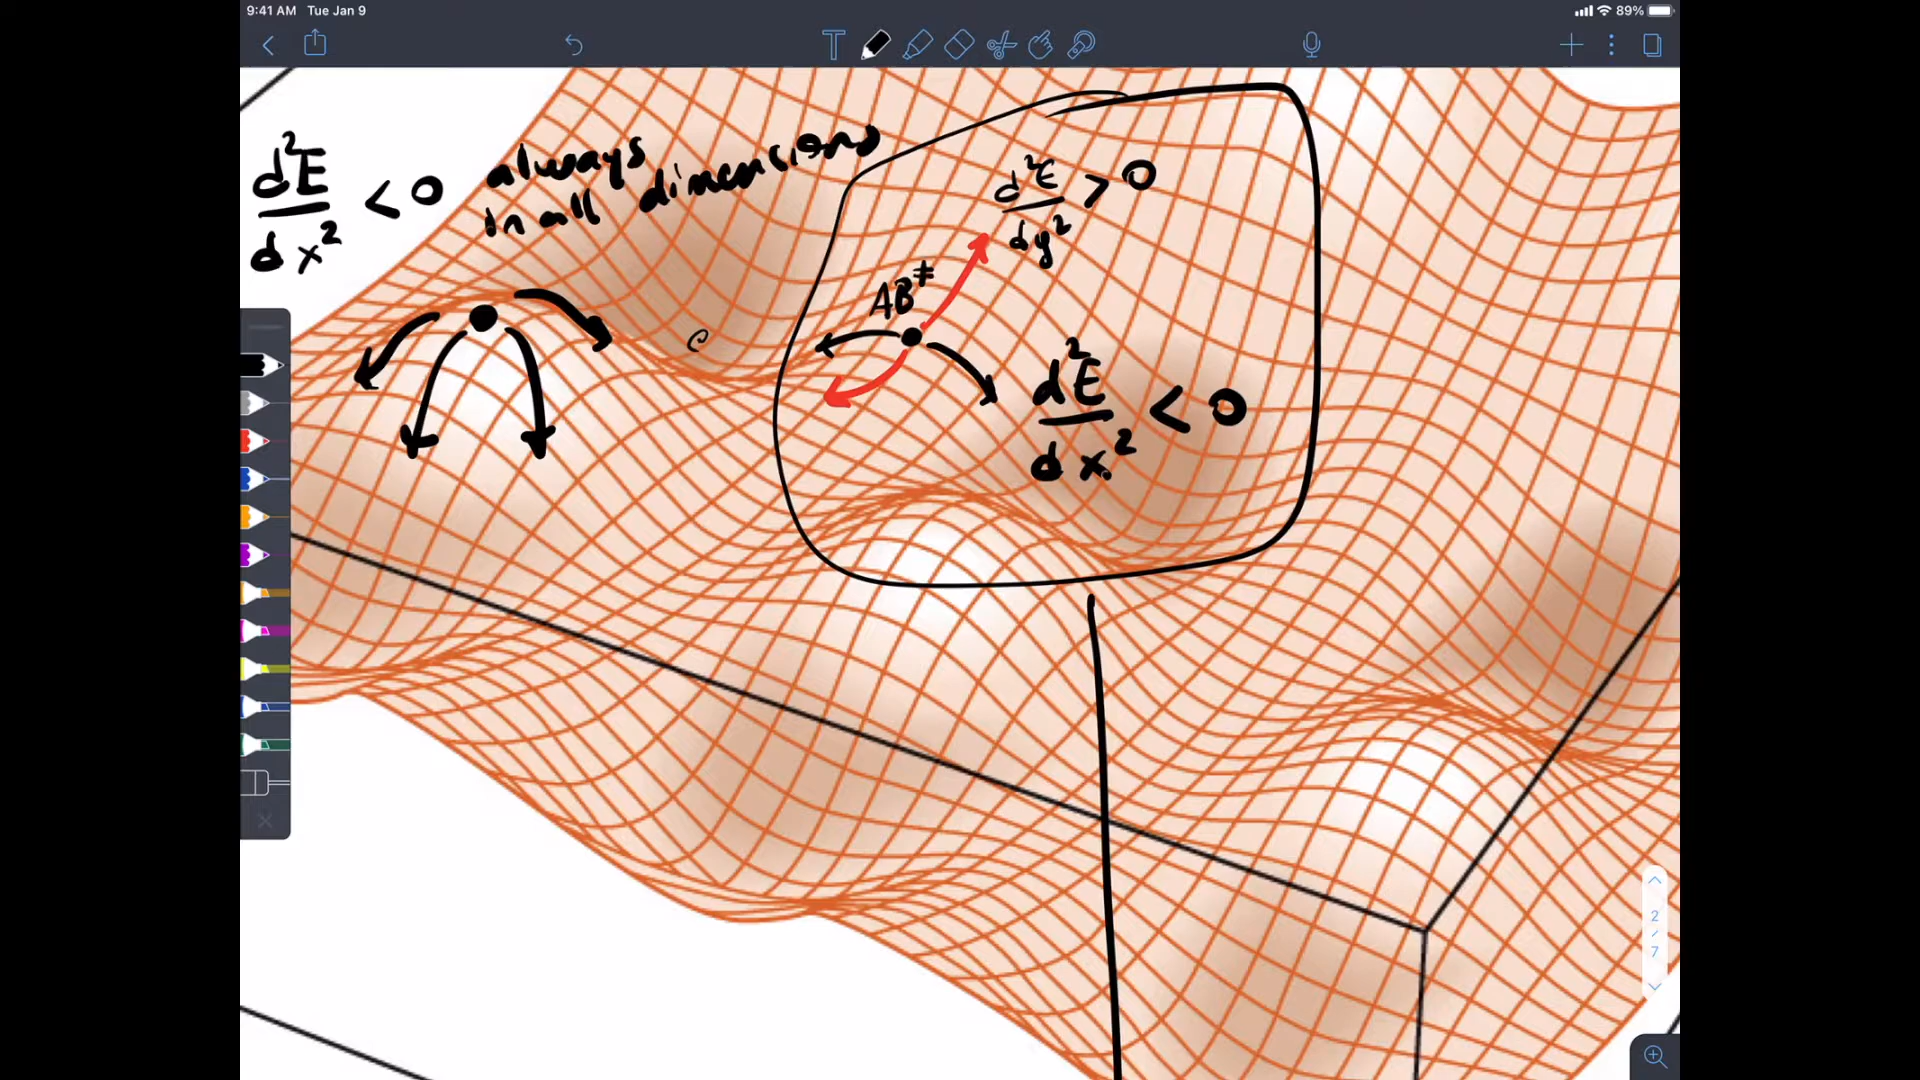 9:41 AM Tue Jan 9
89%
d²E
dx²
< 0
always
in all dimensions
d²E
dy²
> 0
AB‡
d²E
dx²
< 0
2
/
7